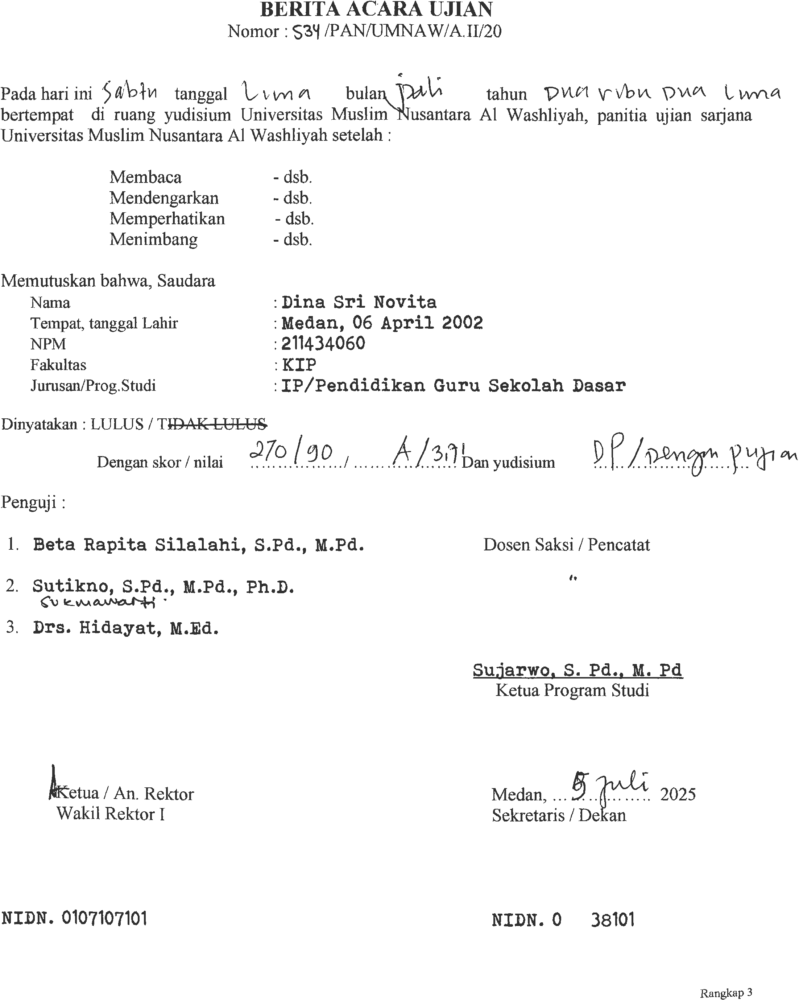 BERITA ACARA UJIAN
Nomor : 534 /PAN/UMNAW/A.II/20
Pada hari ini Sabtu tanggal Lima bulan Juli tahun Dua ribu Dua Lima
bertempat di ruang yudisium Universitas Muslim Nusantara Al Washliyah, panitia ujian sarjana
Universitas Muslim Nusantara Al Washliyah setelah :
Membaca - dsb.
Mendengarkan - dsb.
Memperhatikan - dsb.
Menimbang - dsb.
Memutuskan bahwa, Saudara
Nama : Dina Sri Novita
Tempat, tanggal Lahir : Medan, 06 April 2002
NPM : 211434060
Fakultas : KIP
Jurusan/Prog.Studi : IP/Pendidikan Guru Sekolah Dasar
Dinyatakan : LULUS / TIDAK LULUS
Dengan skor / nilai 270/90 / A/ Dan yudisium DP/Dengan pujian
Penguji :
1. Beta Rapita Silalahi, S.Pd., M.Pd. Dosen Saksi / Pencatat
2. Sutikno, S.Pd., M.Pd., Ph.D.
Sukmawarti
3. Drs. Hidayat, M.Ed.
Sujarwo, S. Pd., M. Pd
Ketua Program Studi
Ketua / An. Rektor
Wakil Rektor I
Medan, 5 Juli 2025
Sekretaris / Dekan
NIDN. 0107107101 NIDN. 0 38101
Rangkap 3